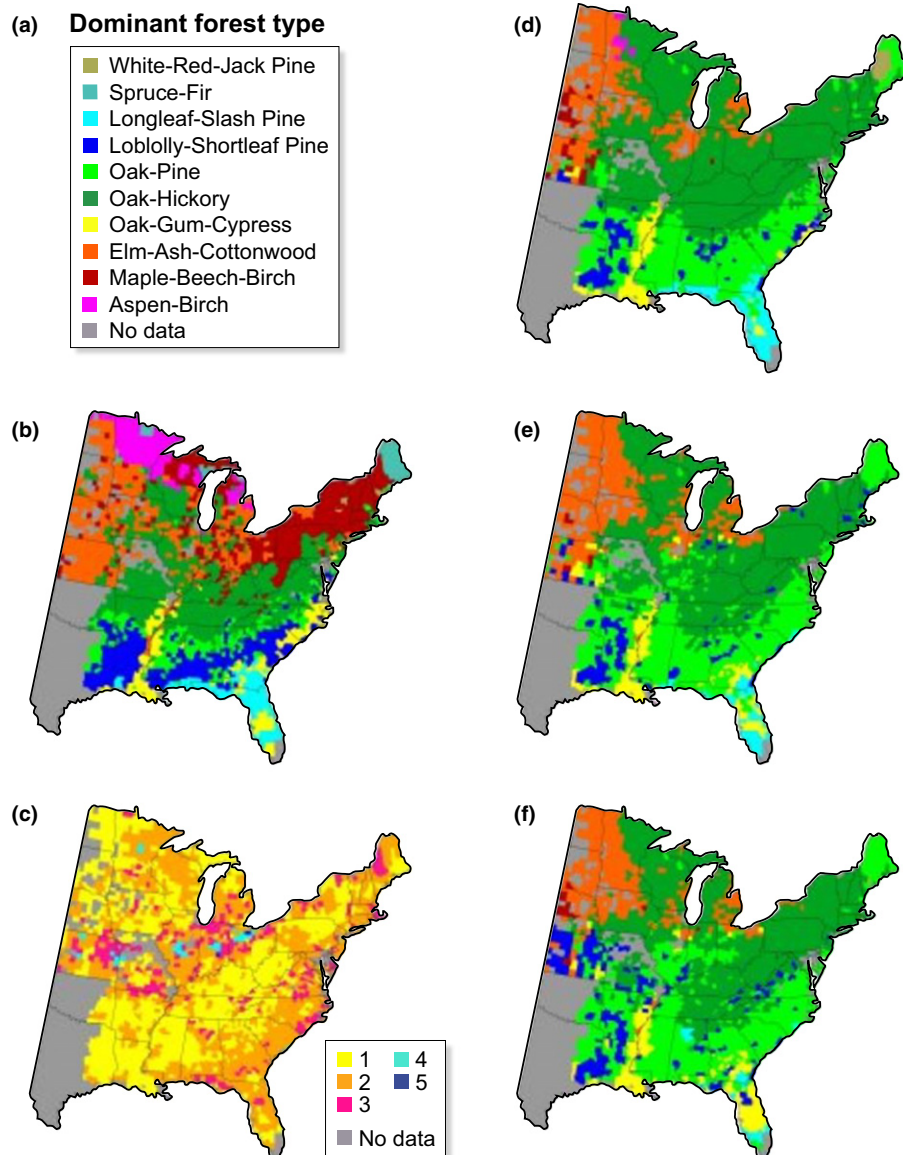 (a) Dominant forest type
White-Red-Jack Pine
Spruce-Fir
Longleaf-Slash Pine
Loblolly-Shortleaf Pine
Oak-Pine
Oak-Hickory
Oak-Gum-Cypress
Elm-Ash-Cottonwood
Maple-Beech-Birch
Aspen-Birch
No data
(d)
(b)
(e)
(c)
1 4
2 5
3
No data
(f)